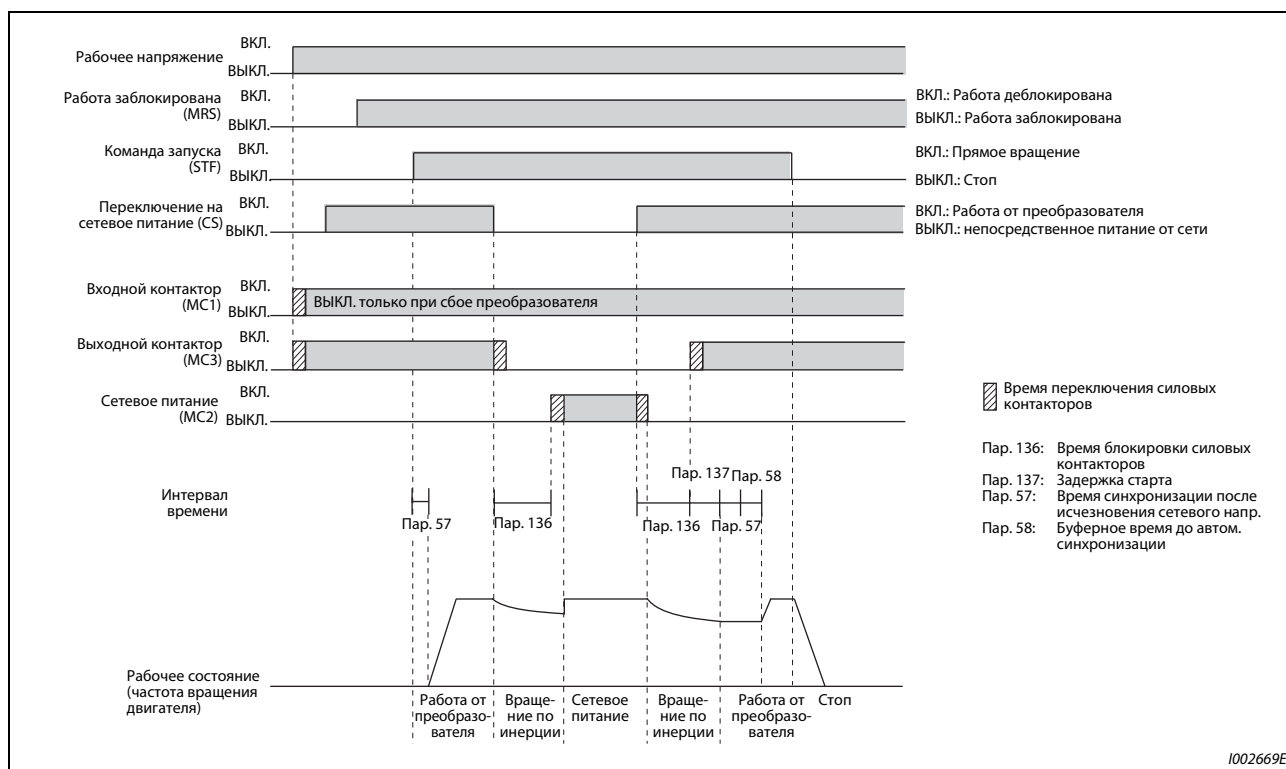 ВКЛ.
Рабочее напряжение
ВЫКЛ.
Работа заблокирована
(MRS)
ВКЛ.
ВЫКЛ.
ВКЛ.: Работа деблокирована
ВЫКЛ.: Работа заблокирована
Команда запуска
(STF)
ВКЛ.
ВЫКЛ.
ВКЛ.: Прямое вращение
ВЫКЛ.: Стоп
Переключение на
сетевое питание (CS)
ВКЛ.
ВЫКЛ.
ВКЛ.: Работа от преобразователя
ВЫКЛ.: непосредственное питание от сети
Входной контактор
(MC1)
ВКЛ.
ВЫКЛ.
ВЫКЛ. только при сбое преобразователя
Выходной контактор
(MC3)
ВКЛ.
ВЫКЛ.
Сетевое питание
(MC2)
ВКЛ.
ВЫКЛ.
Время переключения силовых
контакторов
Пар. 136: Время блокировки силовых
контакторов
Пар. 137: Задержка старта
Пар. 57: Время синхронизации после
исчезновения сетевого напр.
Пар. 58: Буферное время до автом.
синхронизации
Интервал
времени
Пар. 137 Пар. 58
Пар. 57
Пар. 136
Пар. 136
Пар. 57
Рабочее состояние
(частота вращения
двигателя)
Работа от
преобразо-
вателя
Враще-
ние по
инерции
Сетевое
питание
Враще-
ние по
инерции
Работа от
преобразо-
вателя
Стоп
I002669E